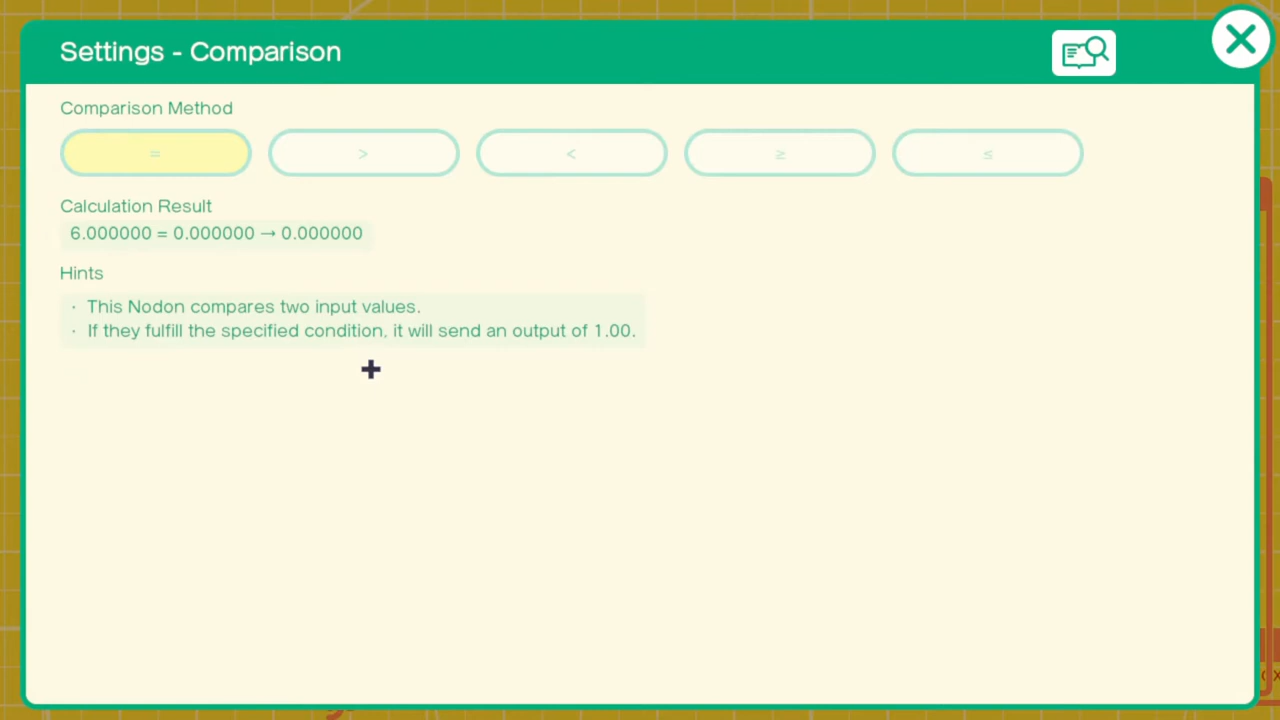 Settings - Comparison
Comparison Method
= > < ≥ ≤
Calculation Result
6.000000 = 0.000000 → 0.000000
Hints
· This Nodon compares two input values.
· If they fulfill the specified condition, it will send an output of 1.00.